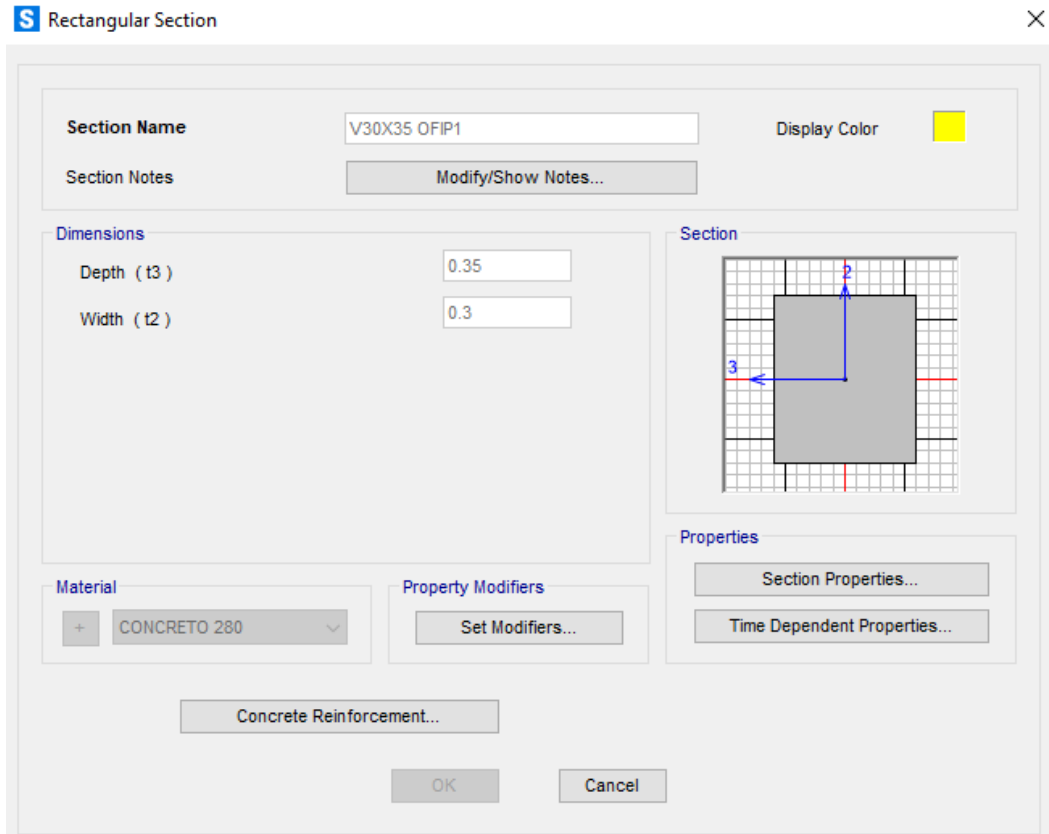 S Rectangular Section
Section Name V30X35 OFIP1 Display Color
Section Notes Modify/Show Notes...
Dimensions
Depth ( t3 ) 0.35
Width ( t2 ) 0.3
Section
2
3
Properties
Section Properties...
Time Dependent Properties...
Material
+ CONCRETO 280
Property Modifiers
Set Modifiers...
Concrete Reinforcement...
OK Cancel